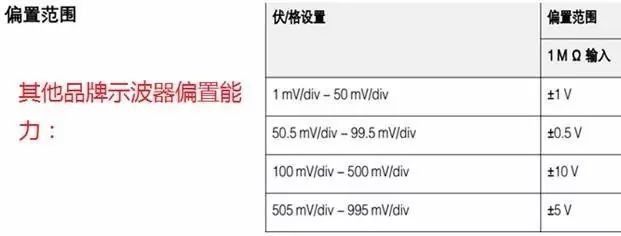 偏置范围
其他品牌示波器偏置能
力：
伏/格设置 偏置范围
1 M Ω 输入
1 mV/div – 50 mV/div ±1 V
50.5 mV/div – 99.5 mV/div ±0.5 V
100 mV/div – 500 mV/div ±10 V
505 mV/div – 995 mV/div ±5 V